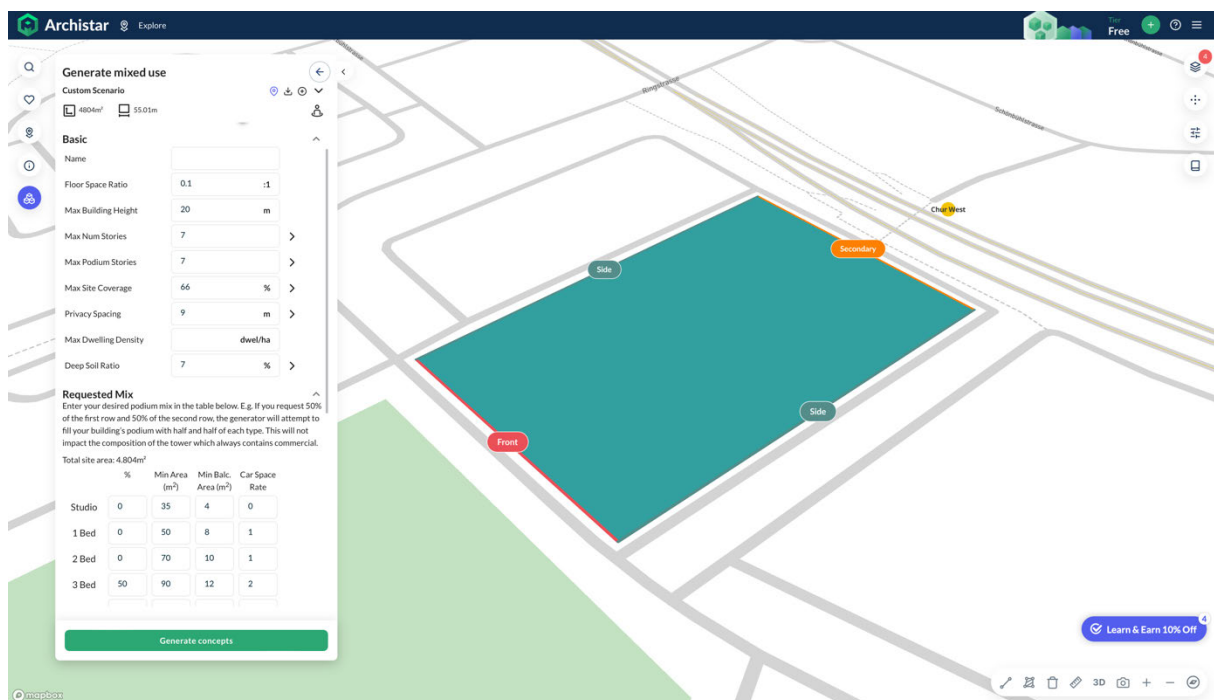 Archistar
Explore
Tier
Free
Generate mixed use
Custom Scenario
4804m²
55.01m
Basic
Name
Floor Space Ratio 0.1 :1
Max Building Height 20 m
Max Num Stories 7
Max Podium Stories 7
Max Site Coverage 66 %
Privacy Spacing 9 m
Max Dwelling Density dwel/ha
Deep Soil Ratio 7 %
Requested Mix
Enter your desired podium mix in the table below. E.g. If you request 50%
of the first row and 50% of the second row, the generator will attempt to
fill your building's podium with half and half of each type. This will not
impact the composition of the tower which always contains commercial.
Total site area: 4.804m²
% Min Area (m²) Min Balc. Area (m²) Car Space Rate
Studio 0 35 4 0
1 Bed 0 50 8 1
2 Bed 0 70 10 1
3 Bed 50 90 12 2
Generate concepts
mapbox
Ringstrasse
Schönbühlstrasse
Chur West
Secondary
Side
Side
Front
4
Learn & Earn 10% Off
4
3D